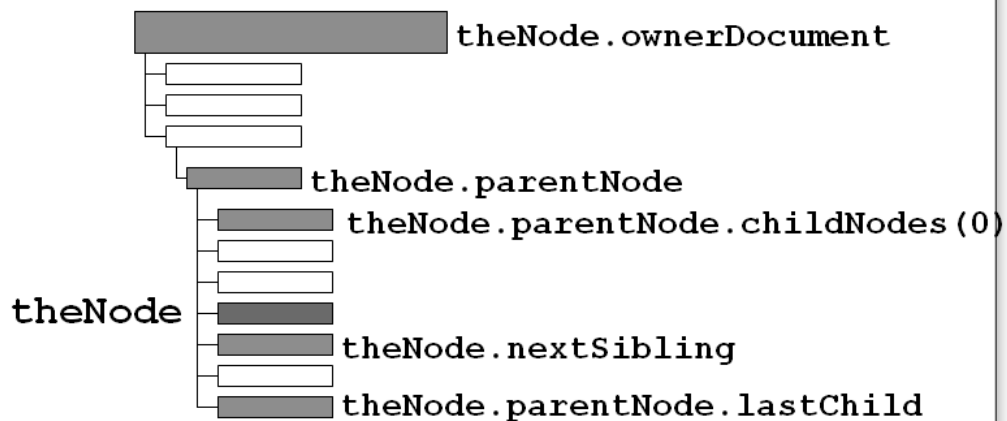 theNode.ownerDocument
theNode.parentNode
theNode.parentNode.childNodes(0)
theNode
theNode.nextSibling
theNode.parentNode.lastChild